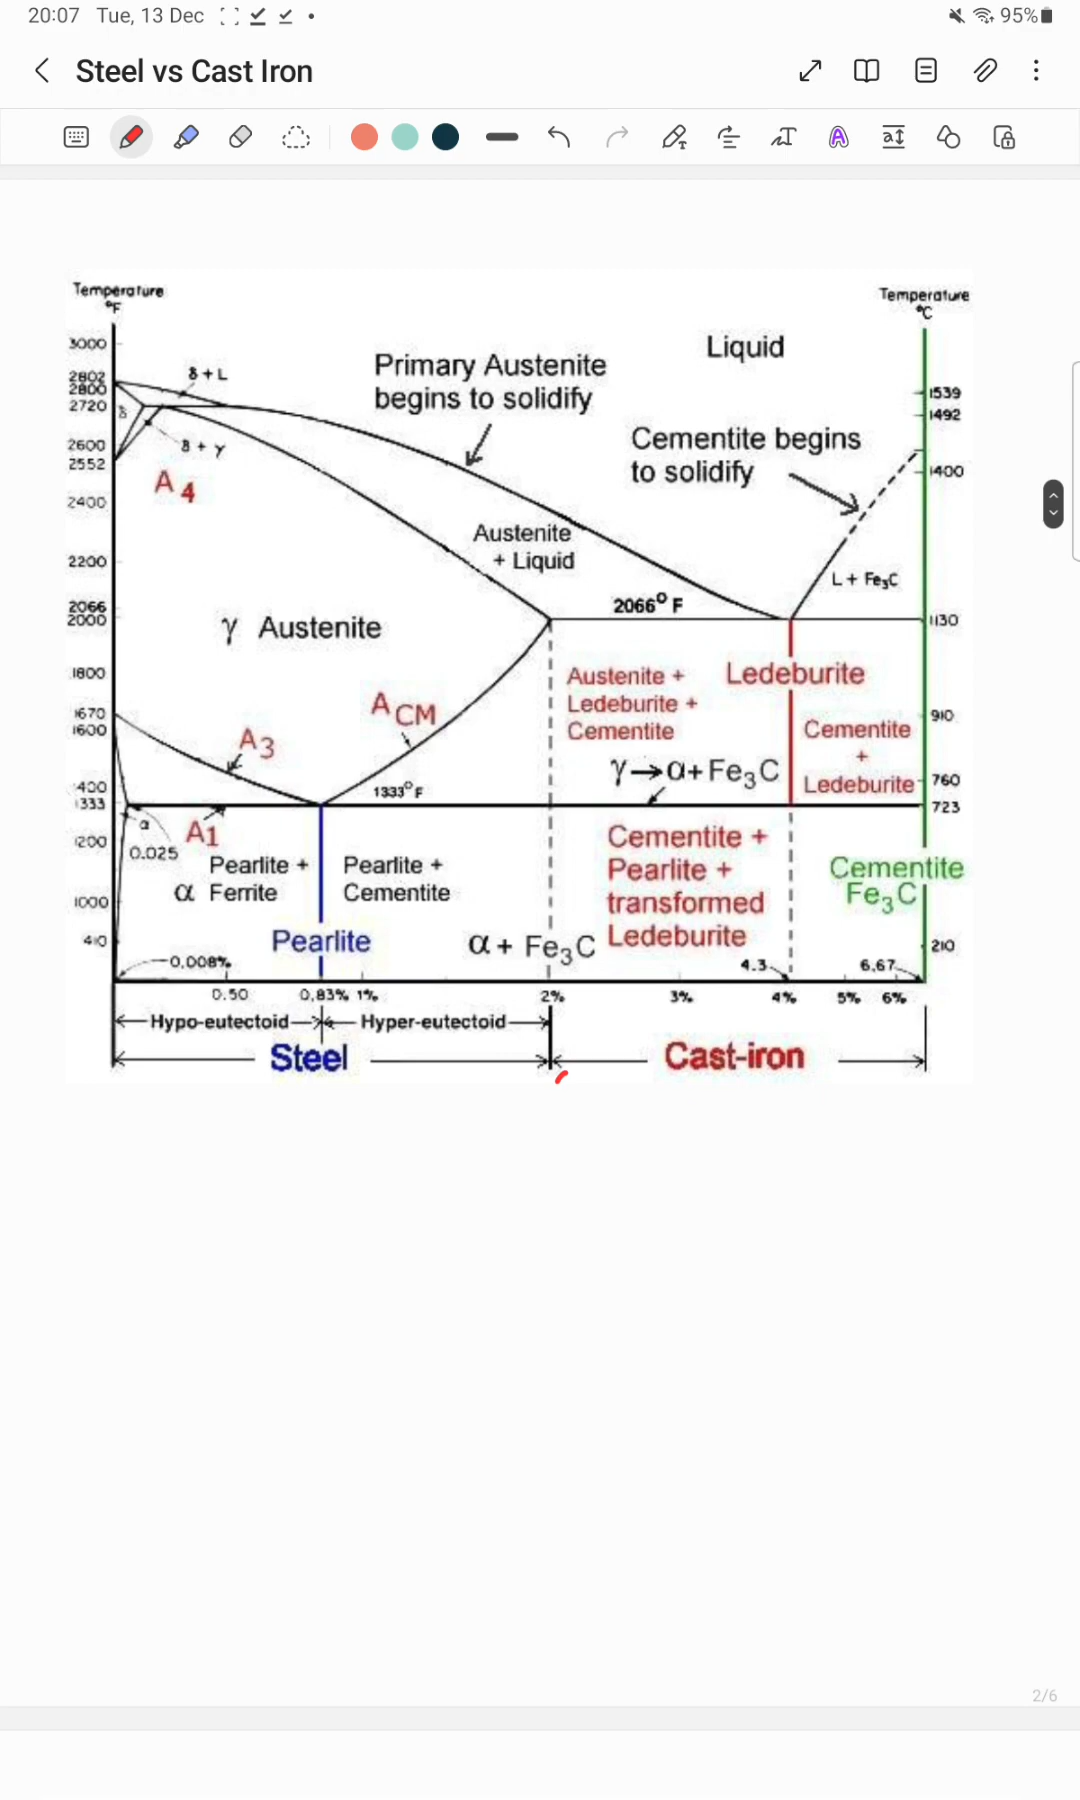 20:07 Tue, 13 Dec
95%
Steel vs Cast Iron
Temperature
°F
Temperature
°C
3000
2802
2800
2720
2600
2552
2400
2200
2066
2000
1800
1670
1600
1400
1333
1200
1000
410
δ + L
δ
δ + γ
A4
Primary Austenite
begins to solidify
Liquid
Cementite begins
to solidify
1539
1492
1400
Austenite
+ Liquid
L + Fe3C
2066° F
1130
γ Austenite
Austenite +
Ledeburite +
Cementite
Ledeburite
ACM
A3
910
Cementite
+
Ledeburite
γ→α+Fe3C
1333° F
760
723
α
A1
0.025
Pearlite +
α Ferrite
Pearlite +
Cementite
Cementite +
Pearlite +
transformed
Ledeburite
Cementite
Fe3C
Pearlite
α + Fe3C
210
0,008%
4.3
6,67
0.50
0,83% 1%
2%
3%
4%
5%
6%
Hypo-eutectoid
Hyper-eutectoid
Steel
Cast-iron
2/6